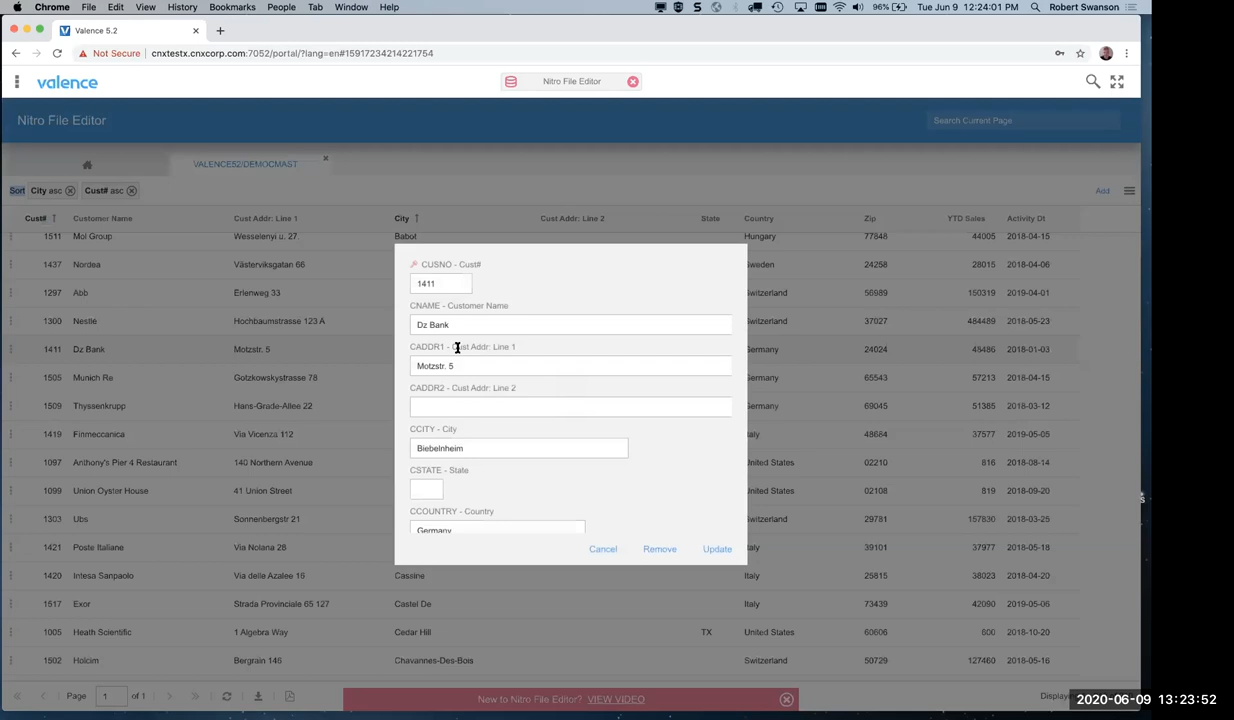 Chrome File Edit View History Bookmarks People Tab Window Help 96% Tue Jun 9 12:24:01 PM Robert Swanson
Valence 5.2
Not Secure cnxtestx.cnxcorp.com:7052/portal/?lang=en#15917234214221754
valence Nitro File Editor
Nitro File Editor Search Current Page
VALENCE52/DEMOCMAST
Sort City asc Cust# asc Add
Cust# Customer Name Cust Addr: Line 1 City Cust Addr: Line 2 State Country Zip YTD Sales Activity Dt
1511 Mol Group Wesselenyi u. 27. Babot Hungary 77848 44005 2018-04-15
1437 Nordea Västerviksgatan 66 Sweden 24258 28015 2018-04-06
1297 Abb Erlenweg 33 Switzerland 56989 150319 2019-04-03
1300 Nestlé Hochbaumstrasse 123 A Switzerland 37027 484489 2018-05-23
1411 Dz Bank Motzstr. 5 Germany 24024 45486 2018-01-03
1505 Munich Re Gotzkowskystrasse 78 Germany 65543 57213 2018-04-15
1509 Thyssenkrupp Hans-Grade-Allee 22 Germany 69045 51385 2018-03-12
1419 Finmeccanica Via Vicenza 112 Italy 48684 37577 2019-05-05
1097 Anthony's Pier 4 Restaurant 140 Northern Avenue United States 02210 816 2018-08-14
1099 Union Oyster House 41 Union Street United States 02108 819 2018-09-20
1303 Ubs Sonnenbergstr 21 Switzerland 29781 157830 2018-03-25
1421 Poste Italiane Via Nolana 28 Italy 39101 37977 2018-05-18
1420 Intesa Sanpaolo Via delle Azalee 16 Cassine Italy 25815 38023 2018-04-20
1517 Exor Strada Provinciale 65 127 Castel De Italy 73439 42090 2019-05-06
1005 Heath Scientific 1 Algebra Way Cedar Hill TX United States 60606 800 2018-10-20
1502 Holcim Bergrain 146 Chavannes-Des-Bois Switzerland 50729 127460 2018-05-16
CUSNO - Cust#
1411
CNAME - Customer Name
Dz Bank
CADDR1 - Cust Addr: Line 1
Motzstr. 5
CADDR2 - Cust Addr: Line 2
CCITY - City
Biebelnheim
CSTATE - State
CCOUNTRY - Country
Germany
Cancel Remove Update
Page 1 of 1 New to Nitro File Editor? VIEW VIDEO
2020-06-09 13:23:52